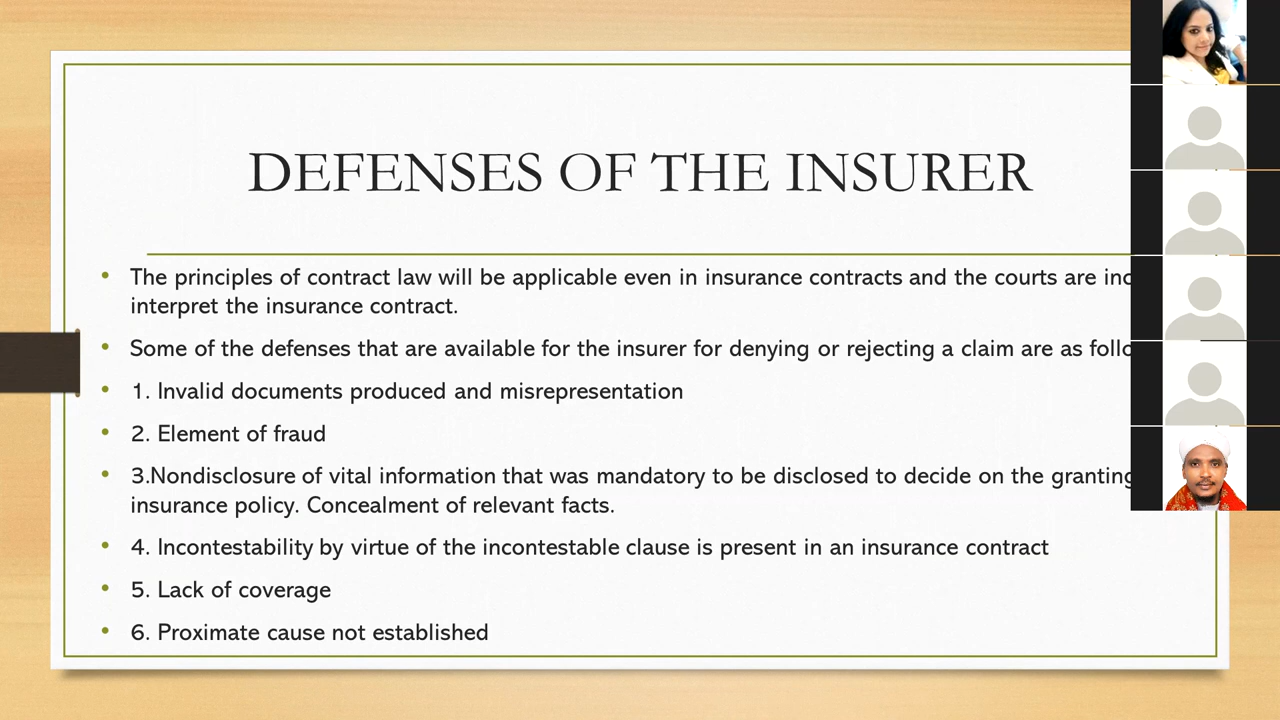 DEFENSES OF THE INSURER
• The principles of contract law will be applicable even in insurance contracts and the courts are
interpret the insurance contract.
• Some of the defenses that are available for the insurer for denying or rejecting a claim are as
• 1. Invalid documents produced and misrepresentation
• 2. Element of fraud
• 3.Nondisclosure of vital information that was mandatory to be disclosed to decide on the granting
insurance policy. Concealment of relevant facts.
• 4. Incontestability by virtue of the incontestable clause is present in an insurance contract
• 5. Lack of coverage
• 6. Proximate cause not established